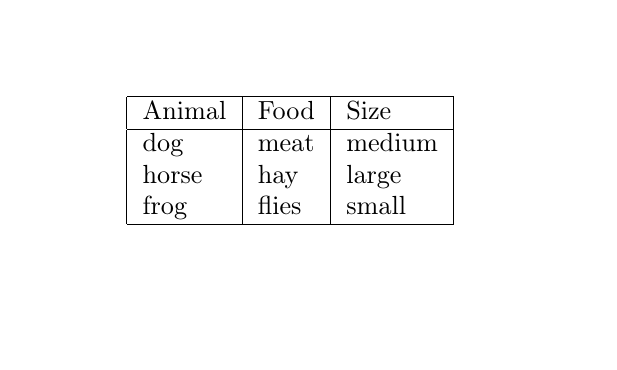 Animal Food Size
dog meat medium
horse hay large
frog flies small